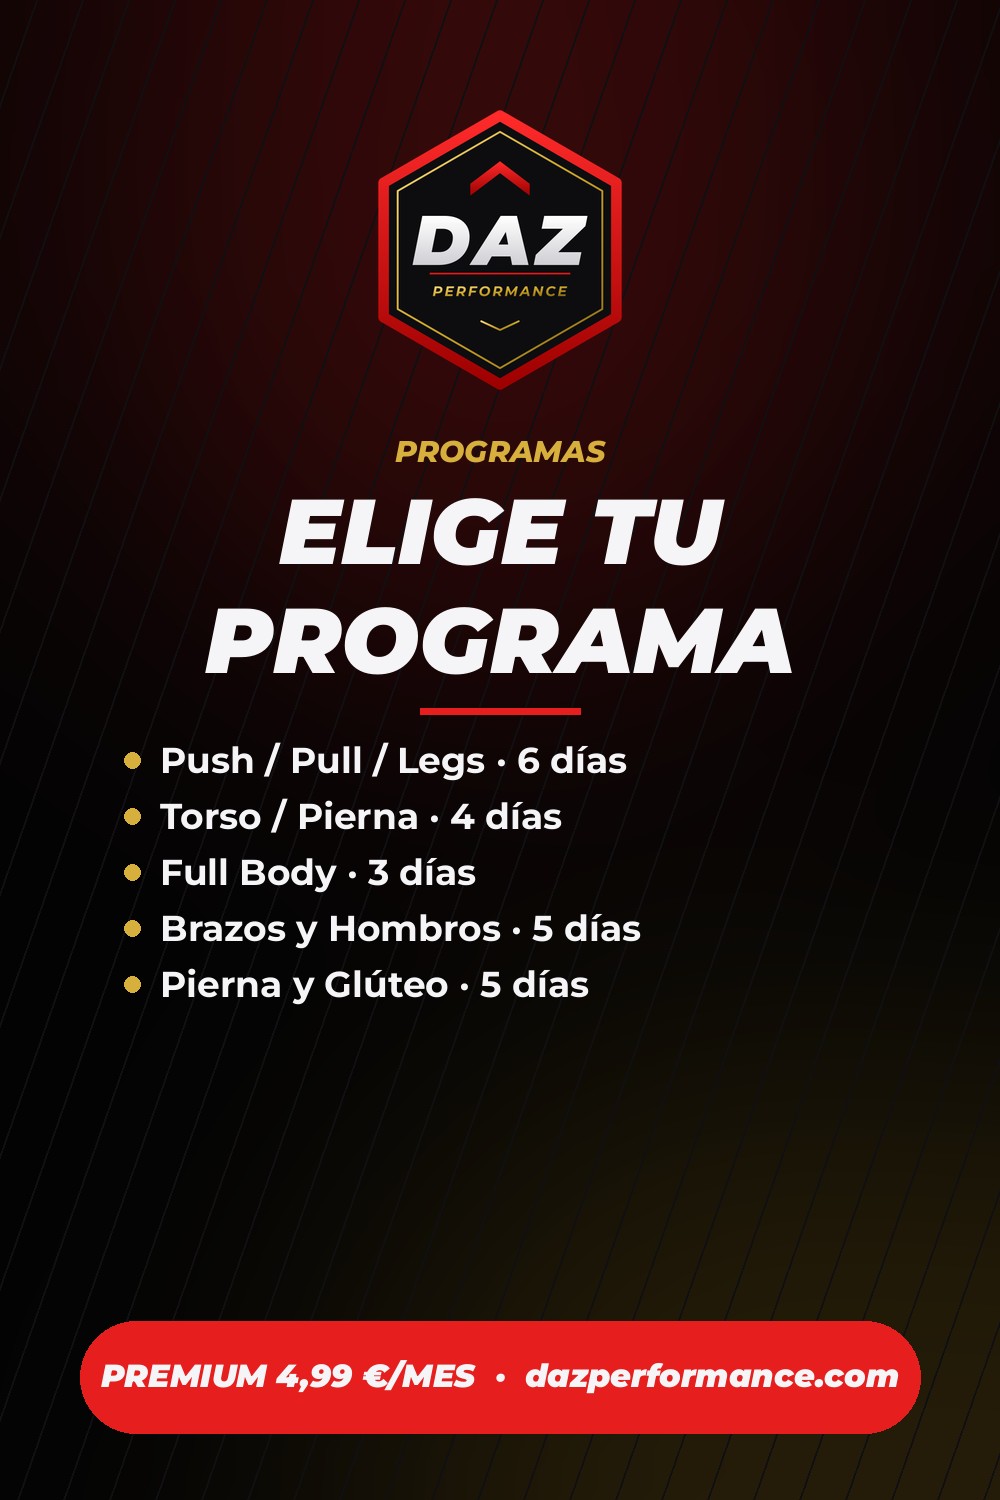 DAZ
PERFORMANCE
PROGRAMAS
ELIGE TU
PROGRAMA
Push / Pull / Legs · 6 días
Torso / Pierna · 4 días
Full Body · 3 días
Brazos y Hombros · 5 días
Pierna y Glúteo · 5 días
PREMIUM 4,99 €/MES · dazperformance.com